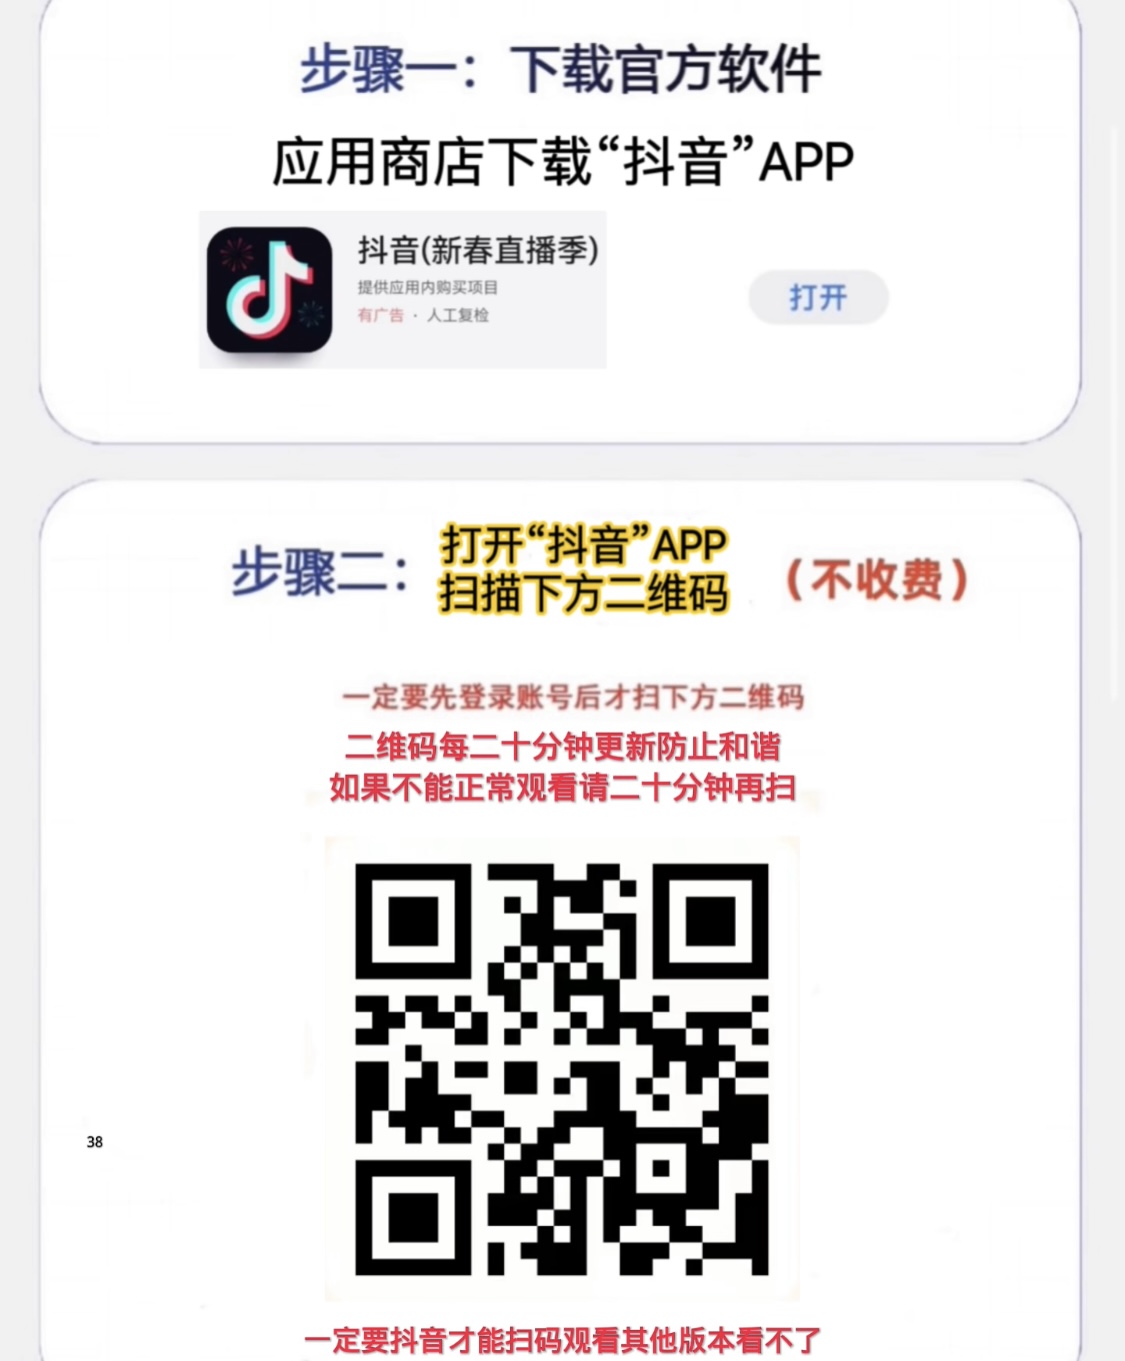 步骤一：下载官方软件
应用商店下载“抖音”APP
抖音(新春直播季)
提供应用内购买项目
有广告 · 人工复检
打开
步骤二：
打开“抖音”APP
扫描下方二维码
（不收费）
一定要先登录账号后才扫下方二维码
二维码每二十分钟更新防止和谐
如果不能正常观看请二十分钟再扫
38
一定要抖音才能扫码观看其他版本看不了